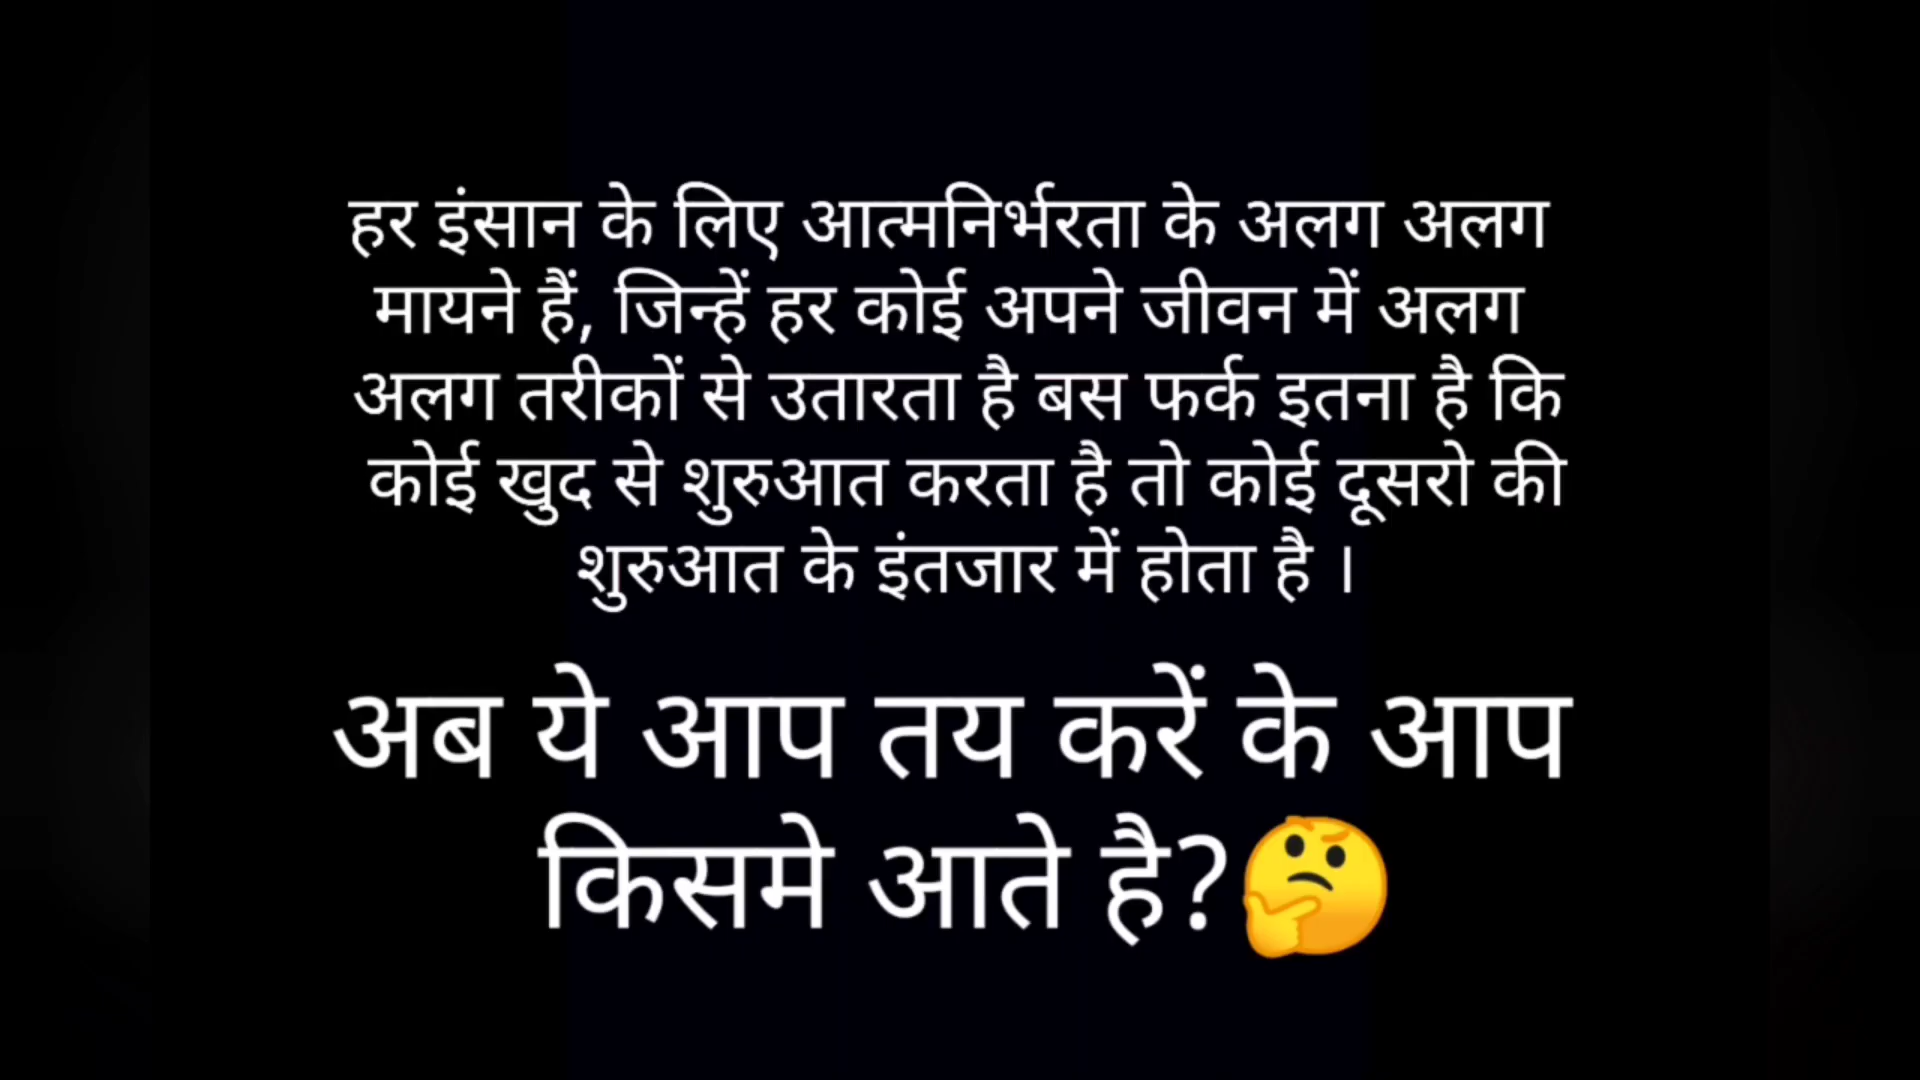 हर इंसान के लिए आत्मनिर्भरता के अलग अलग
मायने हैं, जिन्हें हर कोई अपने जीवन में अलग
अलग तरीकों से उतारता है बस फर्क इतना है कि
कोई खुद से शुरुआत करता है तो कोई दूसरो की
शुरुआत के इंतजार में होता है ।
अब ये आप तय करें के आप
किसमे आते है?🤔